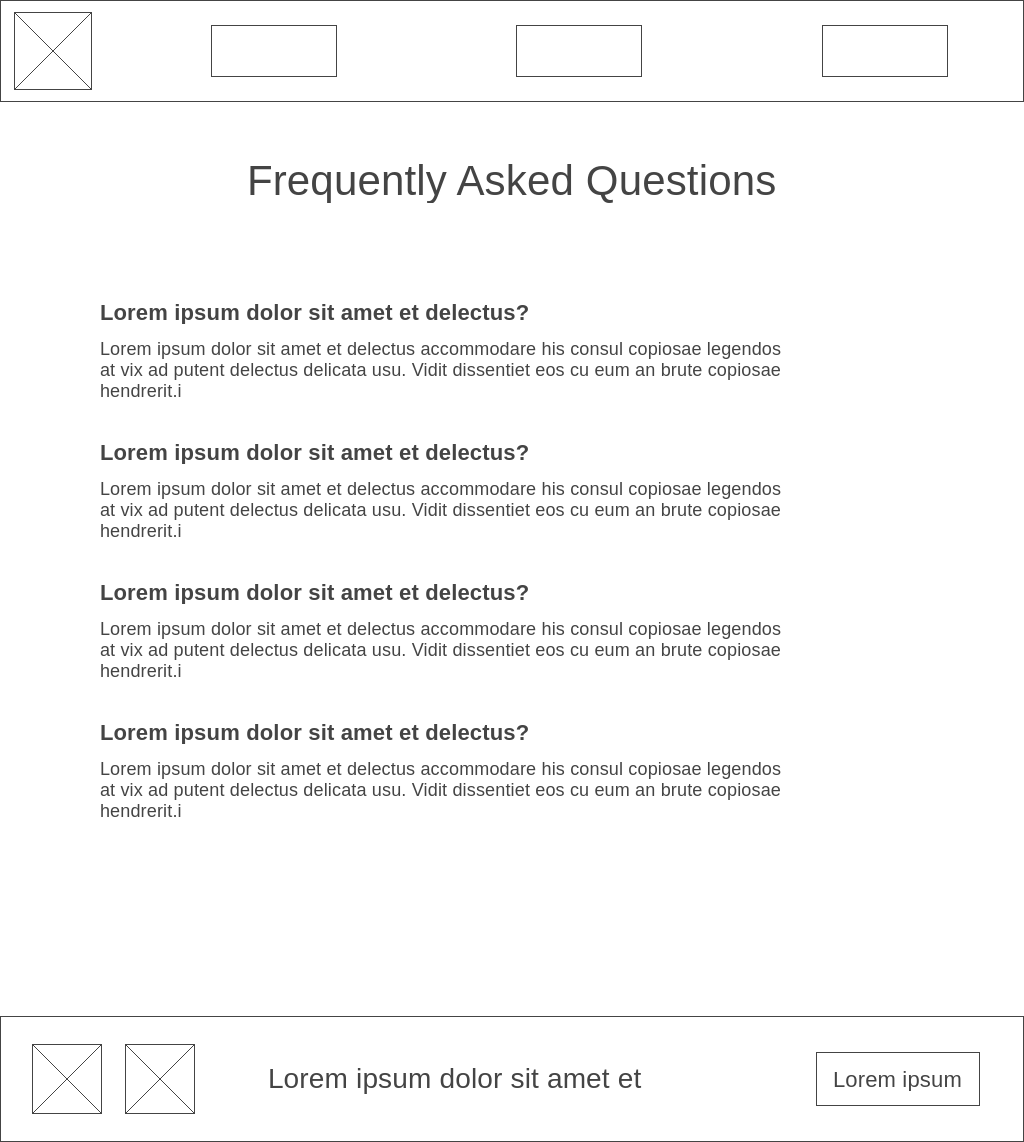 Frequently Asked Questions
Lorem ipsum dolor sit amet et delectus?
Lorem ipsum dolor sit amet et delectus accommodare his consul copiosae legendos
at vix ad putent delectus delicata usu. Vidit dissentiet eos cu eum an brute copiosae
hendrerit.i
Lorem ipsum dolor sit amet et delectus?
Lorem ipsum dolor sit amet et delectus accommodare his consul copiosae legendos
at vix ad putent delectus delicata usu. Vidit dissentiet eos cu eum an brute copiosae
hendrerit.i
Lorem ipsum dolor sit amet et delectus?
Lorem ipsum dolor sit amet et delectus accommodare his consul copiosae legendos
at vix ad putent delectus delicata usu. Vidit dissentiet eos cu eum an brute copiosae
hendrerit.i
Lorem ipsum dolor sit amet et delectus?
Lorem ipsum dolor sit amet et delectus accommodare his consul copiosae legendos
at vix ad putent delectus delicata usu. Vidit dissentiet eos cu eum an brute copiosae
hendrerit.i
Lorem ipsum dolor sit amet et
Lorem ipsum